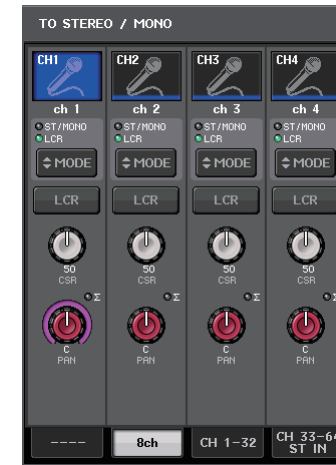 TO STEREO / MONO
CH1 CH2 CH3 CH4
ch 1 ch 2 ch 3 ch 4
ST/MONO ST/MONO ST/MONO ST/MONO
LCR LCR LCR LCR
MODE MODE MODE MODE
LCR LCR LCR LCR
50 50 50 50
CSR CSR CSR CSR
Σ Σ Σ Σ
C C C C
PAN PAN PAN PAN
---- 8ch CH 1-32 CH 33-64
ST IN